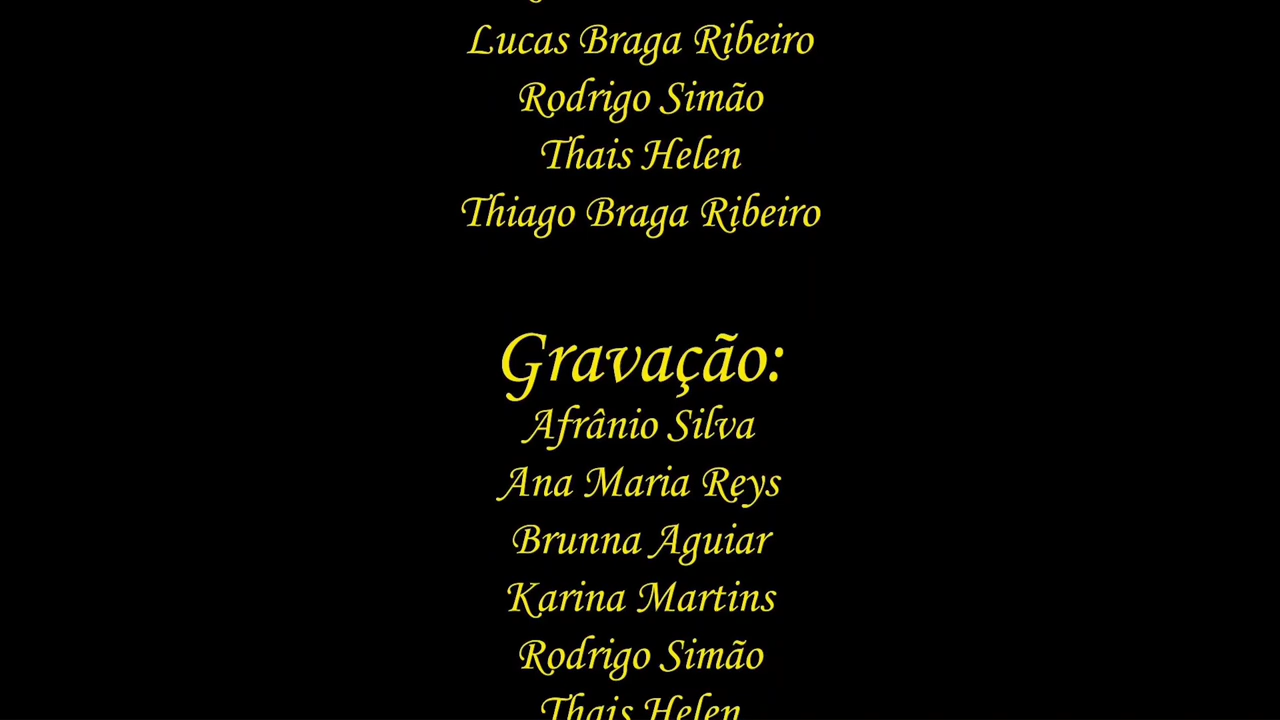 Lucas Braga Ribeiro
Rodrigo Simão
Thais Helen
Thiago Braga Ribeiro
Gravação:
Afrânio Silva
Ana Maria Reys
Brunna Aguiar
Karina Martins
Rodrigo Simão
Thais Helen